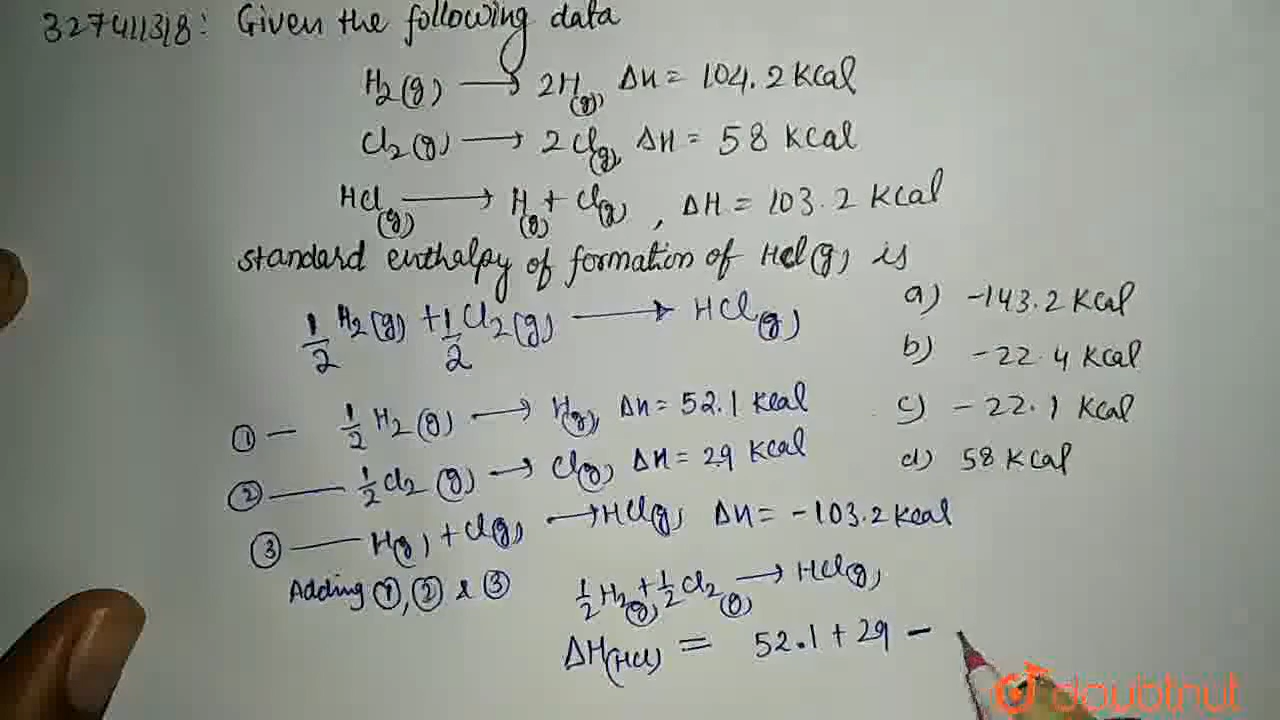 327411318: Given the following data
H2(g) → 2H(g), ΔH = 104.2 Kcal
Cl2(g) → 2Cl(g), ΔH = 58 Kcal
HCl(g) → H(g) + Cl(g), ΔH = 103.2 Kcal
standard enthalpy of formation of Hcl(g) is
1/2 H2(g) + 1/2 Cl2(g) → HCl(g)
a) -143.2 Kcal
b) -22.4 Kcal
c) -22.1 Kcal
d) 58 Kcal
① — 1/2 H2(g) → H(g), ΔH = 52.1 Kcal
② — 1/2 Cl2(g) → Cl(g), ΔH = 29 Kcal
③ — H(g) + Cl(g) → HCl(g), ΔH = -103.2 Kcal
Adding ①, ② & ③ 1/2 H2(g) + 1/2 Cl2(g) → HCl(g),
ΔH(HCl) = 52.1 + 29 –
doubtnut